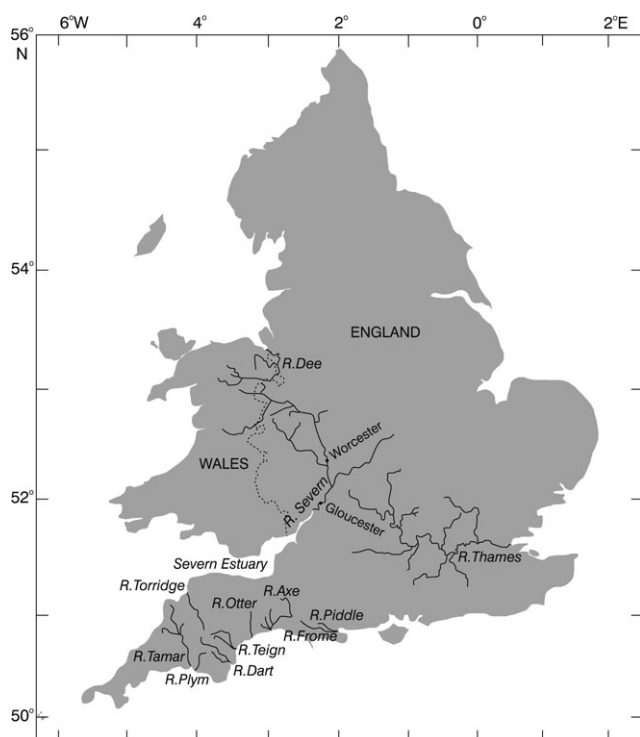 6°W
4°
2°
0°
2°E
56°
N
54°
ENGLAND
R.Dee
Worcester
WALES
R. Severn
52°
Gloucester
R.Thames
Severn Estuary
R.Torridge
R.Axe
R.Otter
R.Piddle
R.Frome
R.Teign
R.Tamar
R.Dart
R.Plym
50°